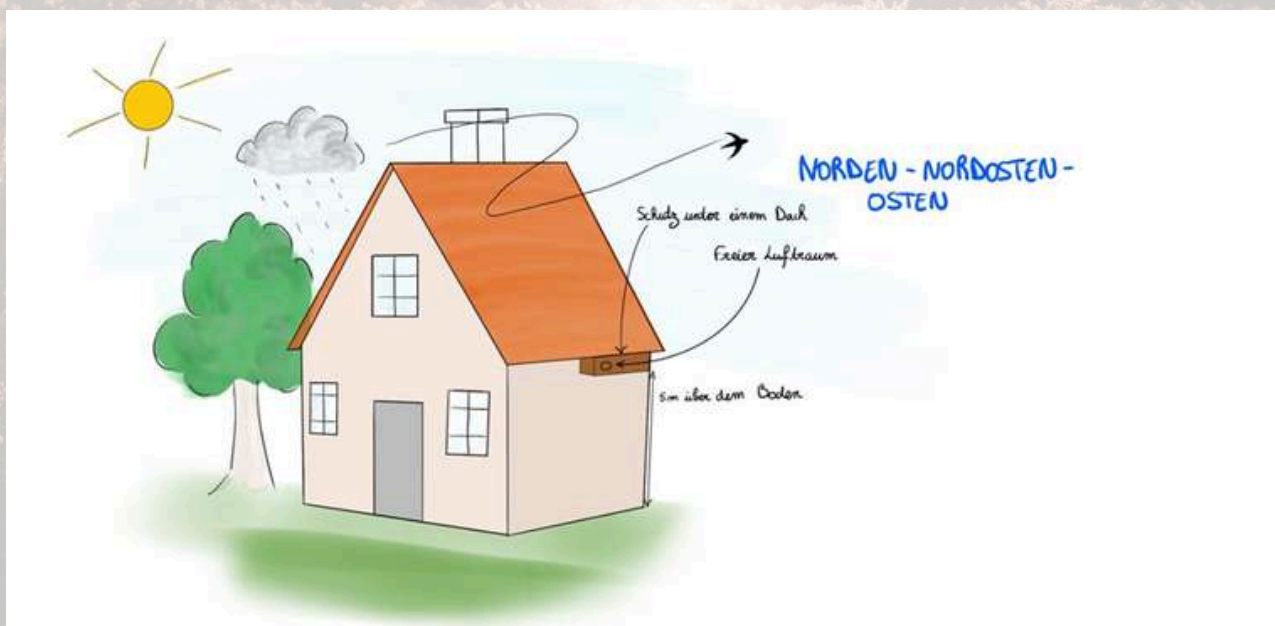 NORDEN - NORDOSTEN -
OSTEN
Schutz unter einem Dach
Freier Luftraum
5m über dem Boden